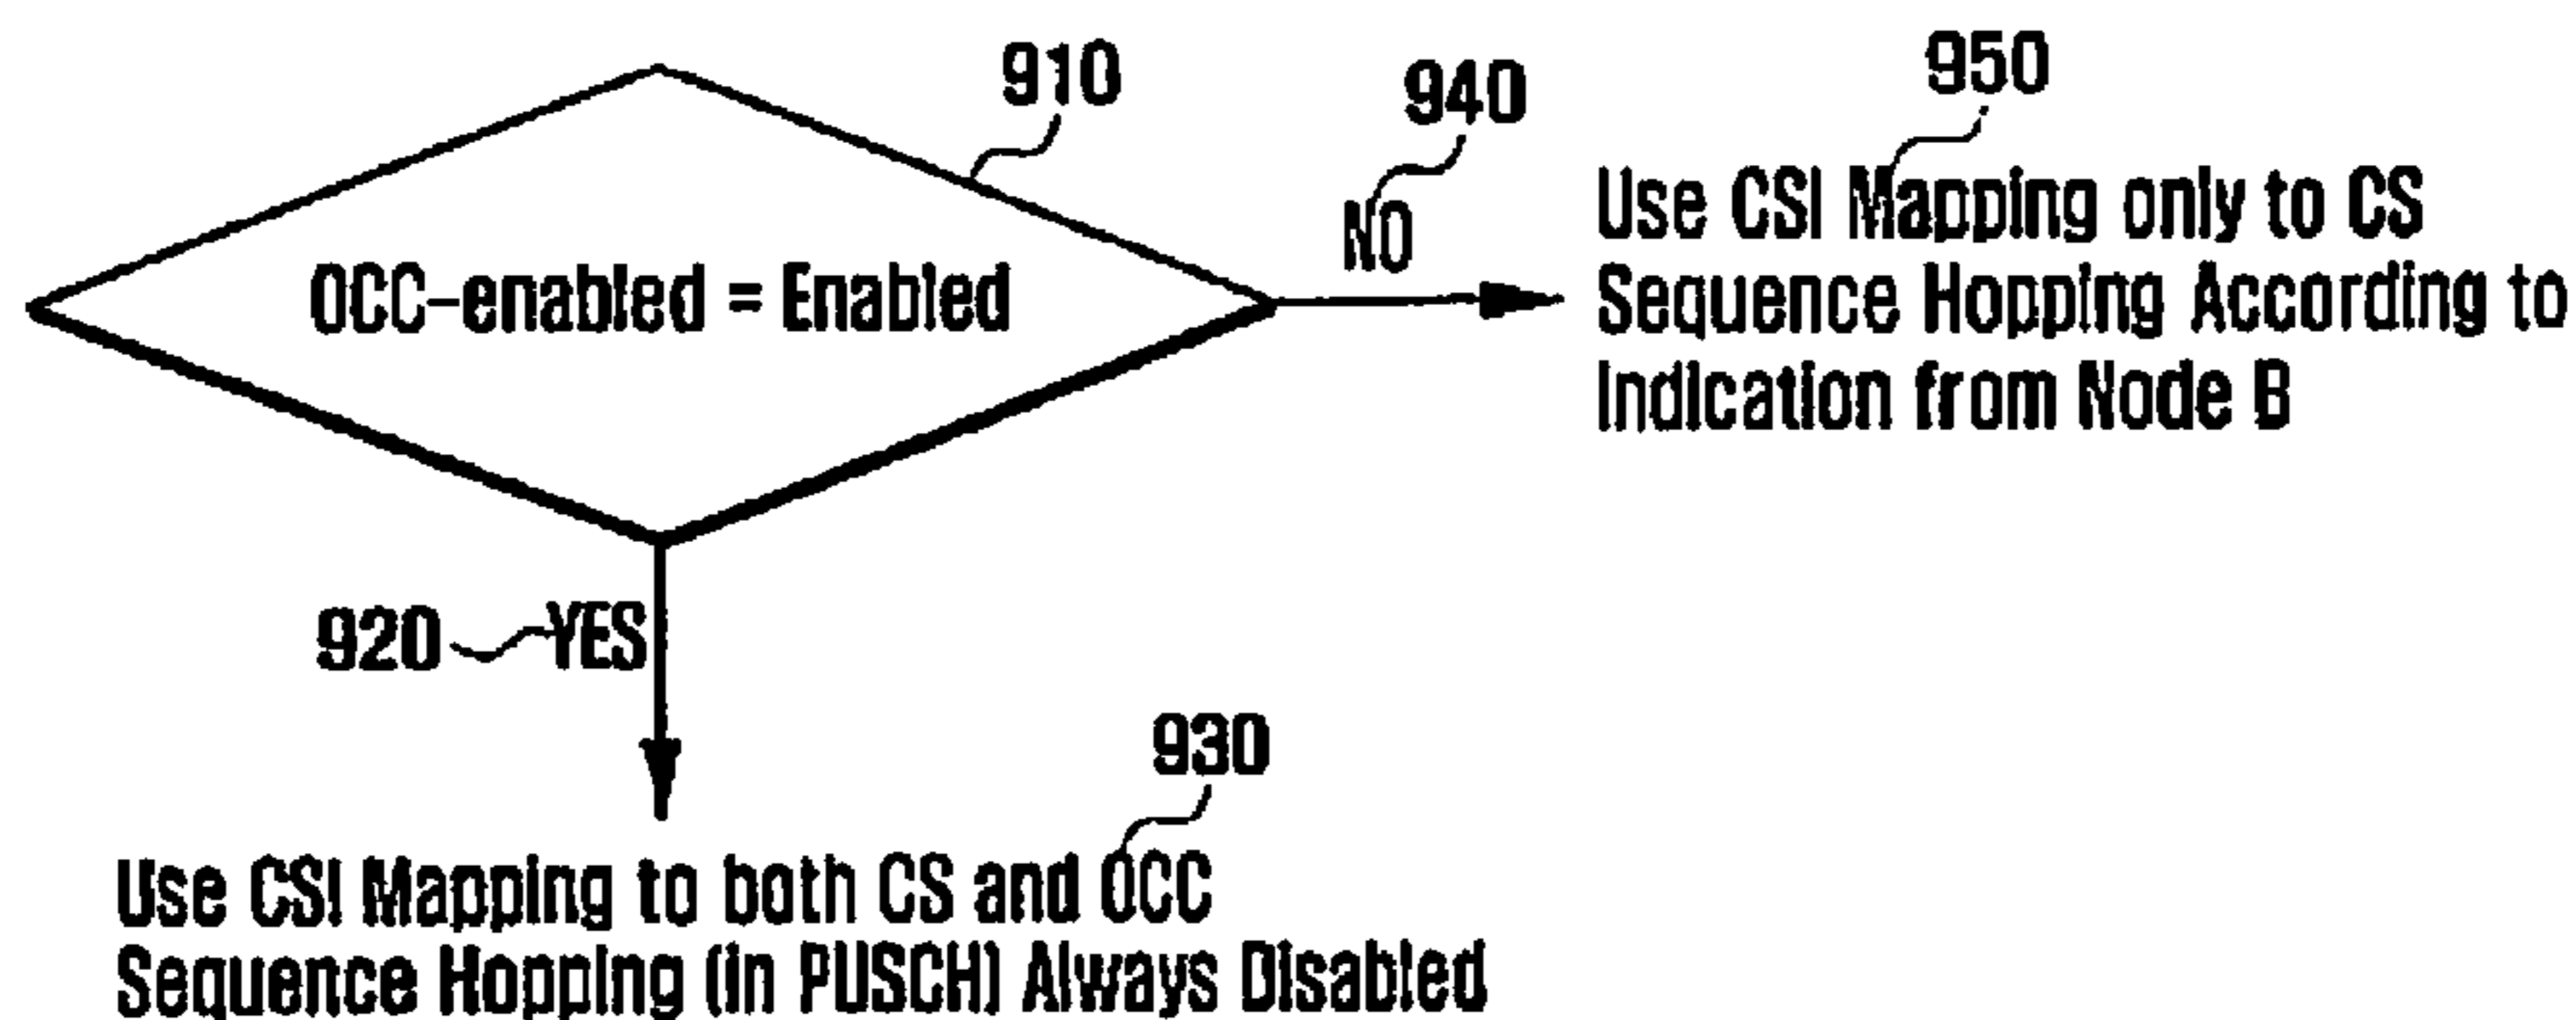 910
940
950
OCC-enabled = Enabled
NO
Use CSI Mapping only to CS
Sequence Hopping According to
Indication from Node B
920
YES
930
Use CSI Mapping to both CS and OCC
Sequence Hopping (in PUSCH) Always Disabled